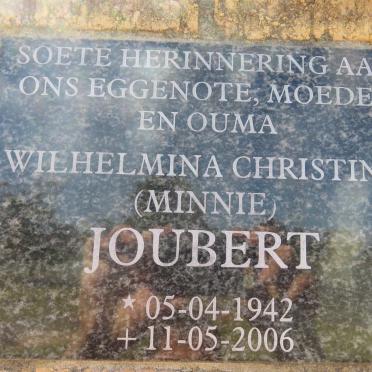 SOETE HERINNERING AA
ONS EGGENOTE, MOEDE
EN OUMA
WILHELMINA CHRISTIN
(MINNIE)
JOUBERT
* 05-04-1942
+ 11-05-2006